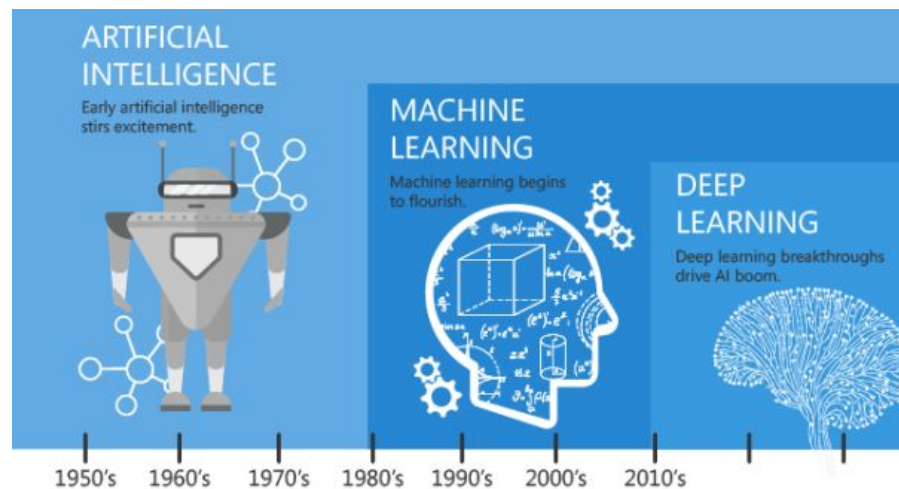 ARTIFICIAL
INTELLIGENCE
Early artificial intelligence
stirs excitement.
MACHINE
LEARNING
Machine learning begins
to flourish.
DEEP
LEARNING
Deep learning breakthroughs
drive AI boom.
1950's 1960's 1970's 1980's 1990's 2000's 2010's